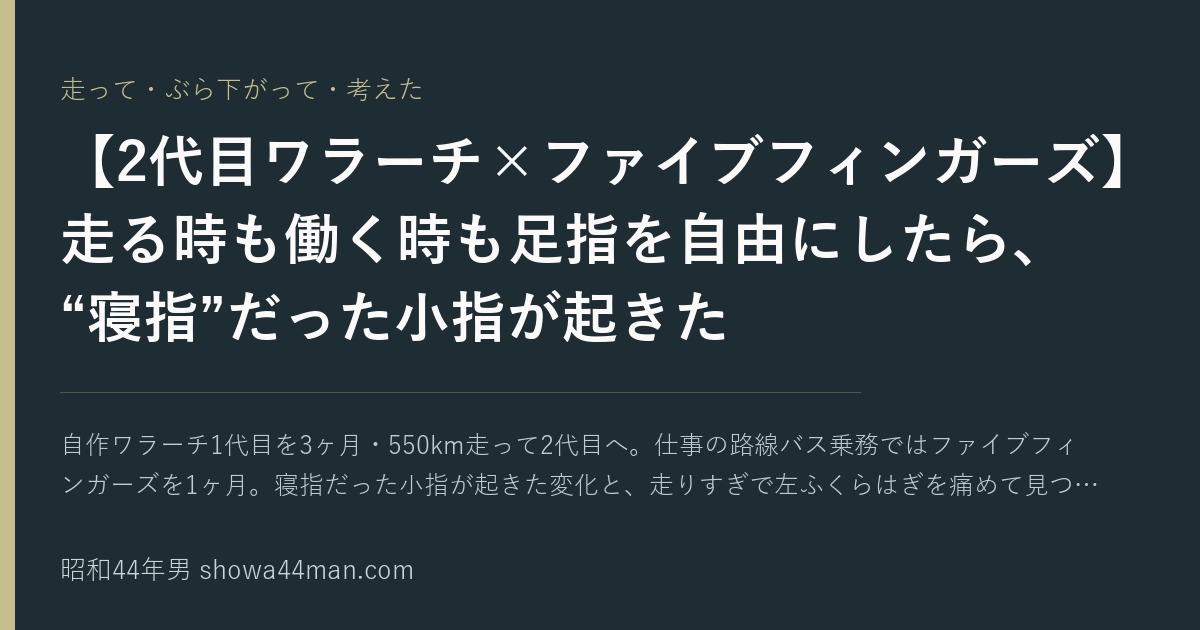 走って・ぶら下がって・考えた
【2代目ワラーチ×ファイブフィンガーズ】
走る時も働く時も足指を自由にしたら、
“寝指”だった小指が起きた
自作ワラーチ1代目を3ヶ月・550km走って2代目へ。仕事の路線バス乗務ではファイブフィ
ンガーズを1ヶ月。寝指だった小指が起きた変化と、走りすぎで左ふくらはぎを痛めて見つ…
昭和44年男 showa44man.com